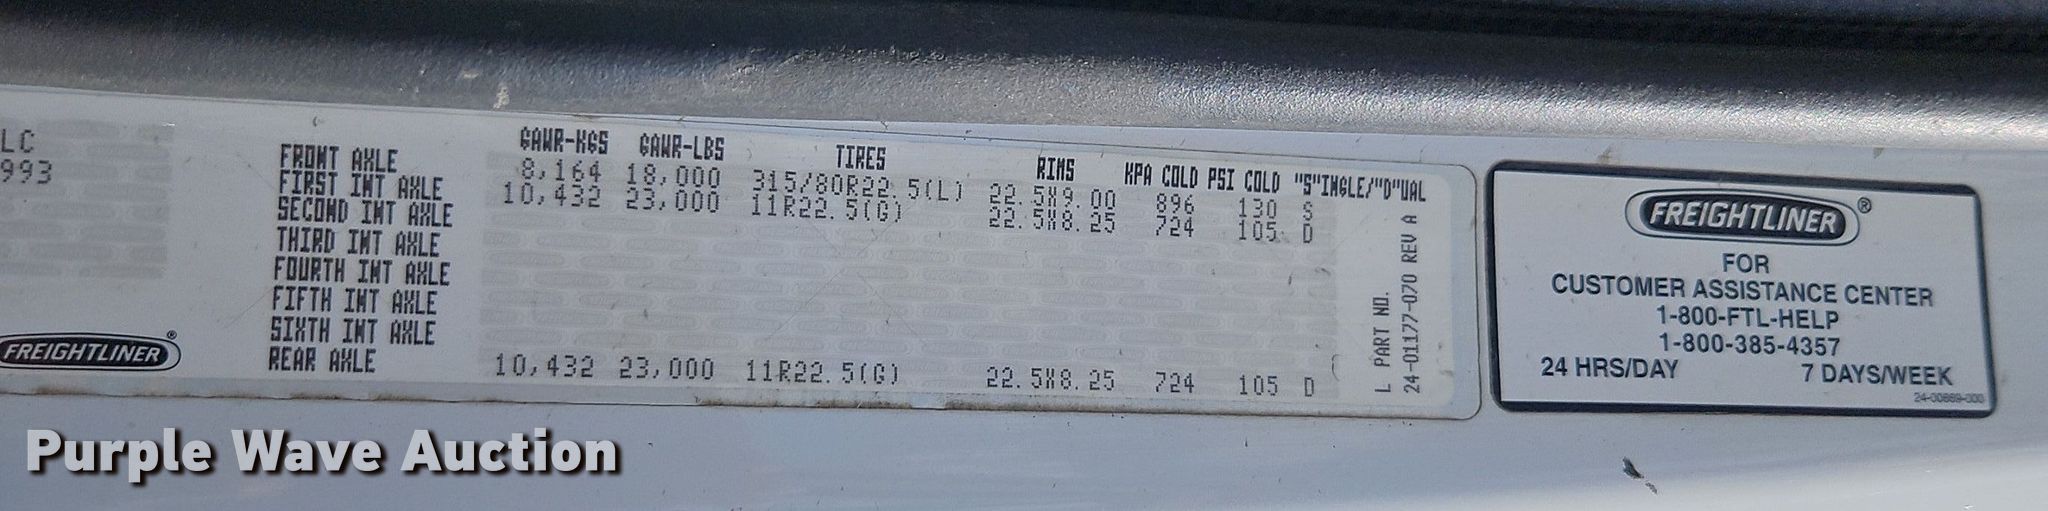 LC
993
FREIGHTLINER®
GAWR-KGS GAWR-LBS TIRES RIMS KPA COLD PSI COLD "S"INGLE/"D"UAL
FRONT AXLE 8,164 18,000 315/80R22.5(L) 22.5X9.00 896 130 S
FIRST INT AXLE 10,432 23,000 11R22.5(G) 22.5X8.25 724 105 D
SECOND INT AXLE
THIRD INT AXLE
FOURTH INT AXLE
FIFTH INT AXLE
SIXTH INT AXLE
REAR AXLE 10,432 23,000 11R22.5(G) 22.5X8.25 724 105 D
L PART NO.
24-01177-070 REV A
FREIGHTLINER®
FOR
CUSTOMER ASSISTANCE CENTER
1-800-FTL-HELP
1-800-385-4357
24 HRS/DAY 7 DAYS/WEEK
24-00869-000
Purple Wave Auction